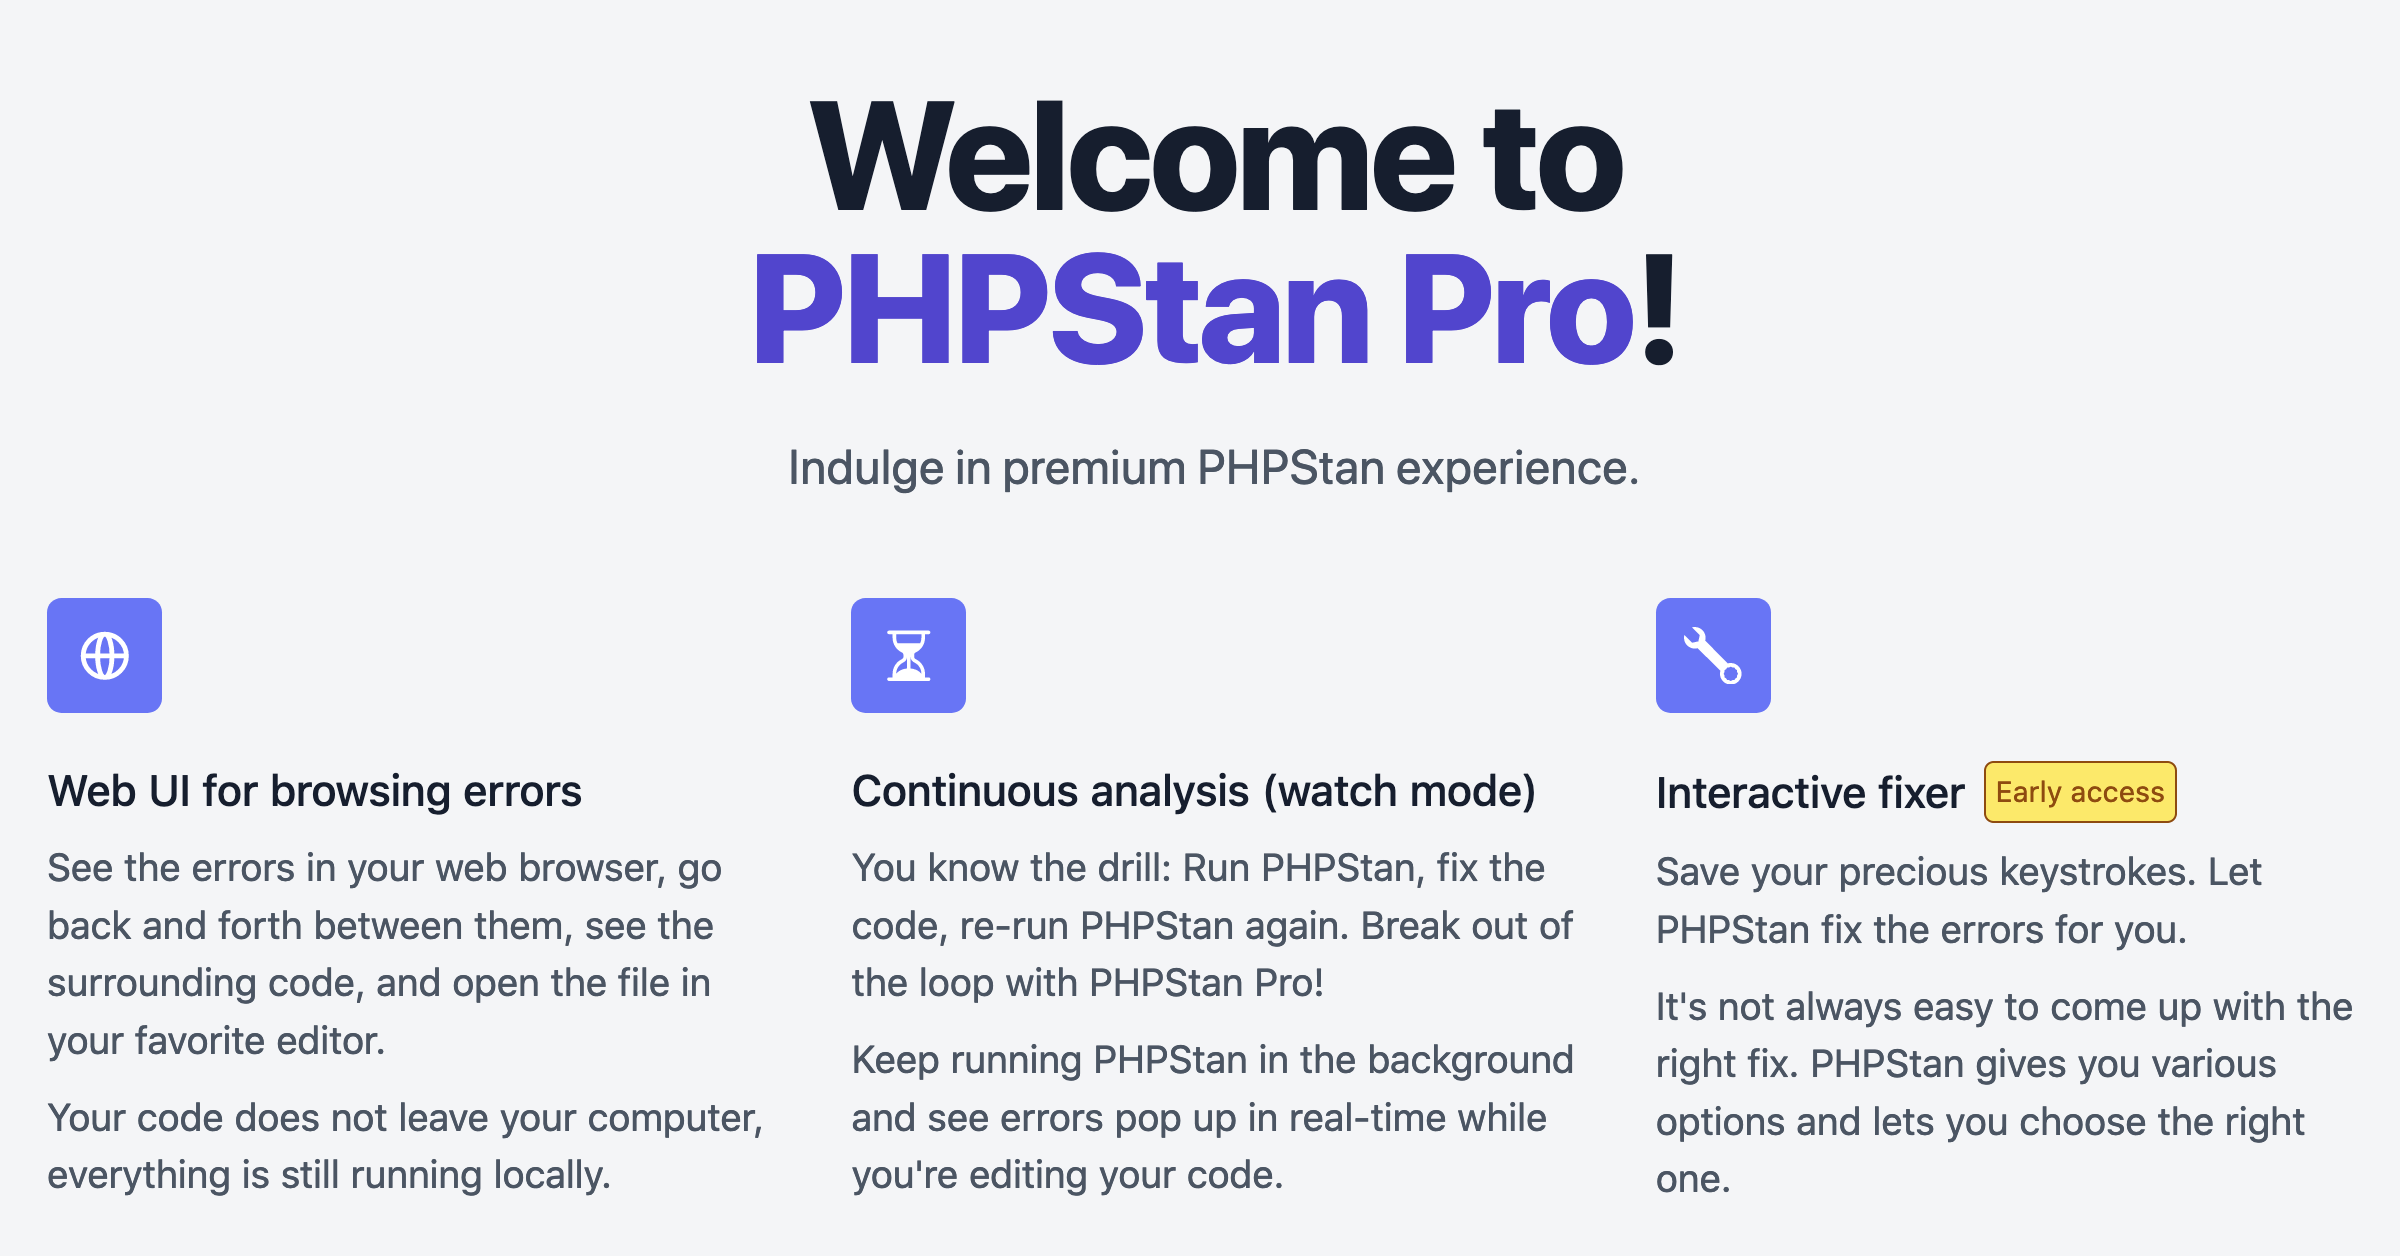 Welcome to
PHPStan Pro!
Indulge in premium PHPStan experience.
Web UI for browsing errors
See the errors in your web browser, go
back and forth between them, see the
surrounding code, and open the file in
your favorite editor.
Your code does not leave your computer,
everything is still running locally.
Continuous analysis (watch mode)
You know the drill: Run PHPStan, fix the
code, re-run PHPStan again. Break out of
the loop with PHPStan Pro!
Keep running PHPStan in the background
and see errors pop up in real-time while
you're editing your code.
Interactive fixer Early access
Save your precious keystrokes. Let
PHPStan fix the errors for you.
It's not always easy to come up with the
right fix. PHPStan gives you various
options and lets you choose the right
one.